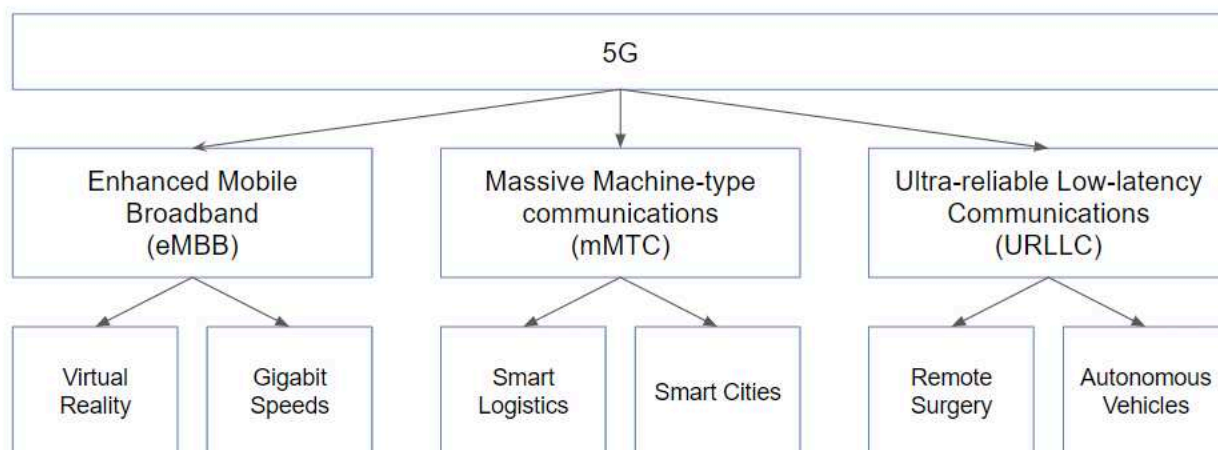 5G
Enhanced Mobile
Broadband
(eMBB)
Massive Machine-type
communications
(mMTC)
Ultra-reliable Low-latency
Communications
(URLLC)
Virtual
Reality
Gigabit
Speeds
Smart
Logistics
Smart Cities
Remote
Surgery
Autonomous
Vehicles